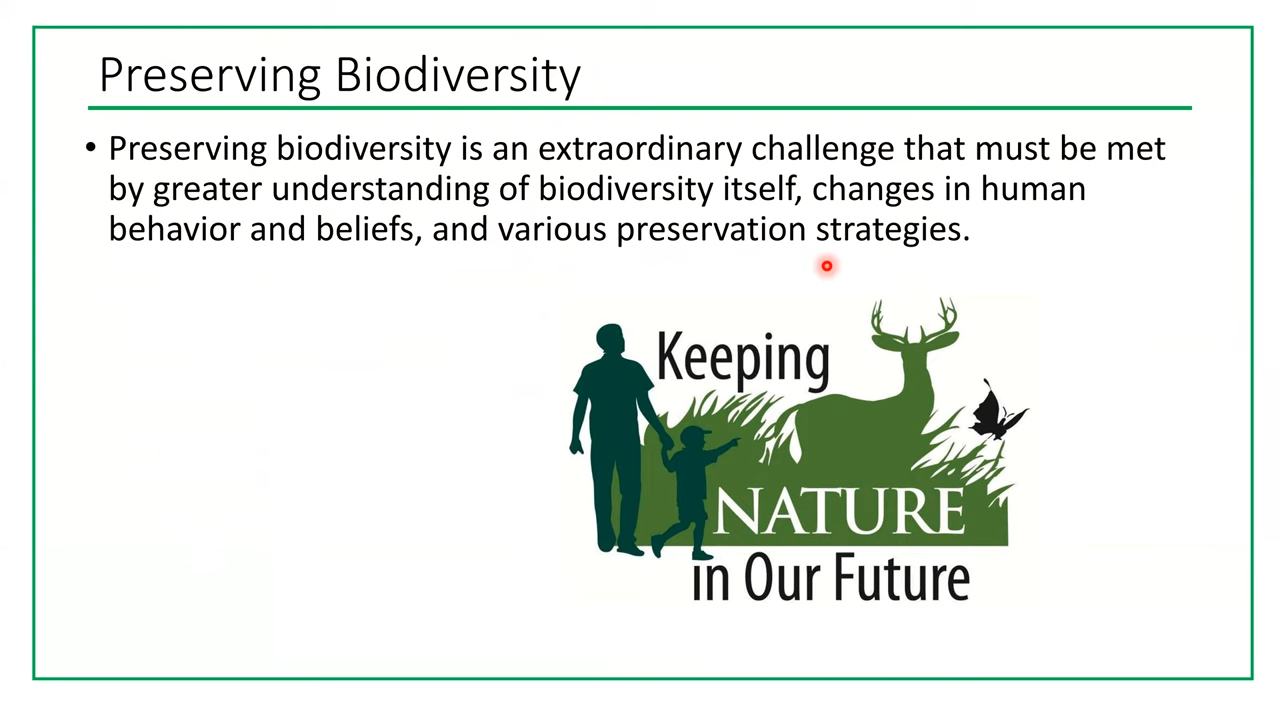 Preserving Biodiversity
• Preserving biodiversity is an extraordinary challenge that must be met
by greater understanding of biodiversity itself, changes in human
behavior and beliefs, and various preservation strategies.
Keeping
NATURE
in Our Future